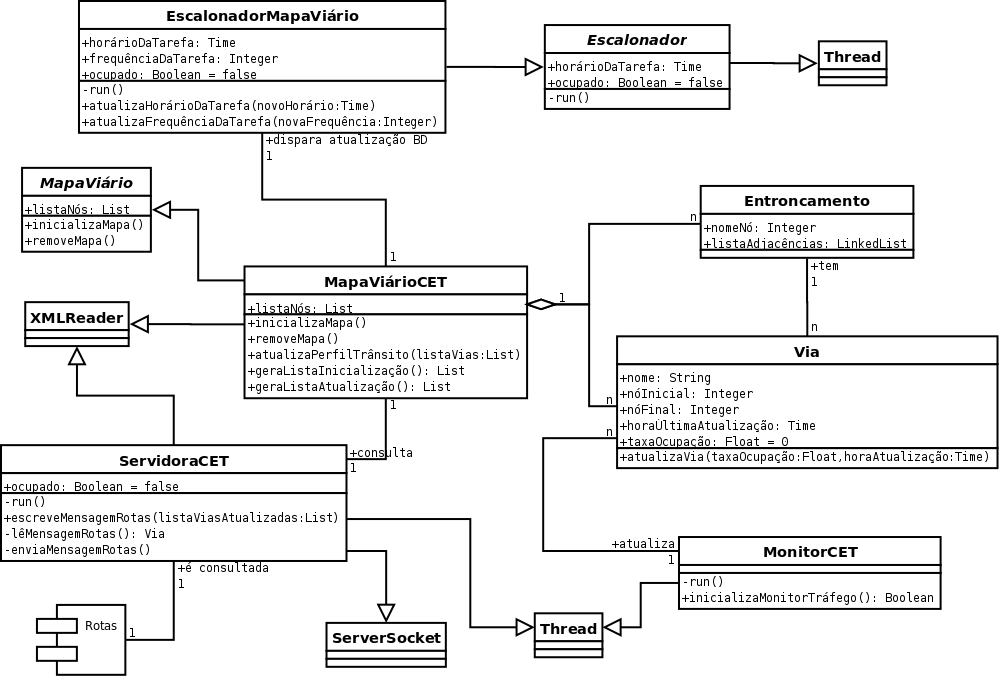 EscalonadorMapaViário
+horárioDaTarefa: Time
+frequênciaDaTarefa: Integer
+ocupado: Boolean = false
-run()
+atualizaHorárioDaTarefa(novoHorário:Time)
+atualizaFrequênciaDaTarefa(novaFrequência:Integer)
Escalonador
+horárioDaTarefa: Time
+ocupado: Boolean = false
-run()
Thread
+dispara atualização BD
1
1
MapaViário
+listaNós: List
+inicializaMapa()
+removeMapa()
Entroncamento
+nomeNó: Integer
+listaAdjacências: LinkedList
n
1
n
+tem
1
n
MapaViárioCET
+listaNós: List
+inicializaMapa()
+removeMapa()
+atualizaPerfilTrânsito(listaVias:List)
+geraListaInicialização(): List
+geraListaAtualização(): List
XMLReader
Via
+nome: String
+nóInicial: Integer
+nóFinal: Integer
+horaÚltimaAtualização: Time
+taxaOcupação: Float = 0
+atualizaVia(taxaOcupação:Float,horaAtualização:Time)
n
1
+consulta
1
ServidoraCET
+ocupado: Boolean = false
-run()
+escreveMensagemRotas(listaViasAtualizadas:List)
-lêMensagemRotas(): Via
-enviaMensagemRotas()
+atualiza
1
MonitorCET
-run()
+inicializaMonitorTráfego(): Boolean
+é consultada
1
Rotas
1
ServerSocket
Thread